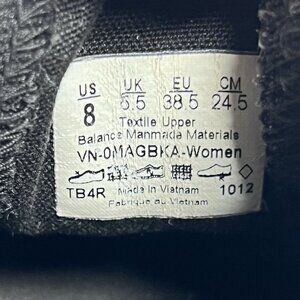 US UK EU CM
8 5.5 38.5 24.5
Textile Upper
Balance Manmade Materials
VN-0MAGBKA-Women
TB4R Made in Vietnam 1012
Fabriqué au Vietnam